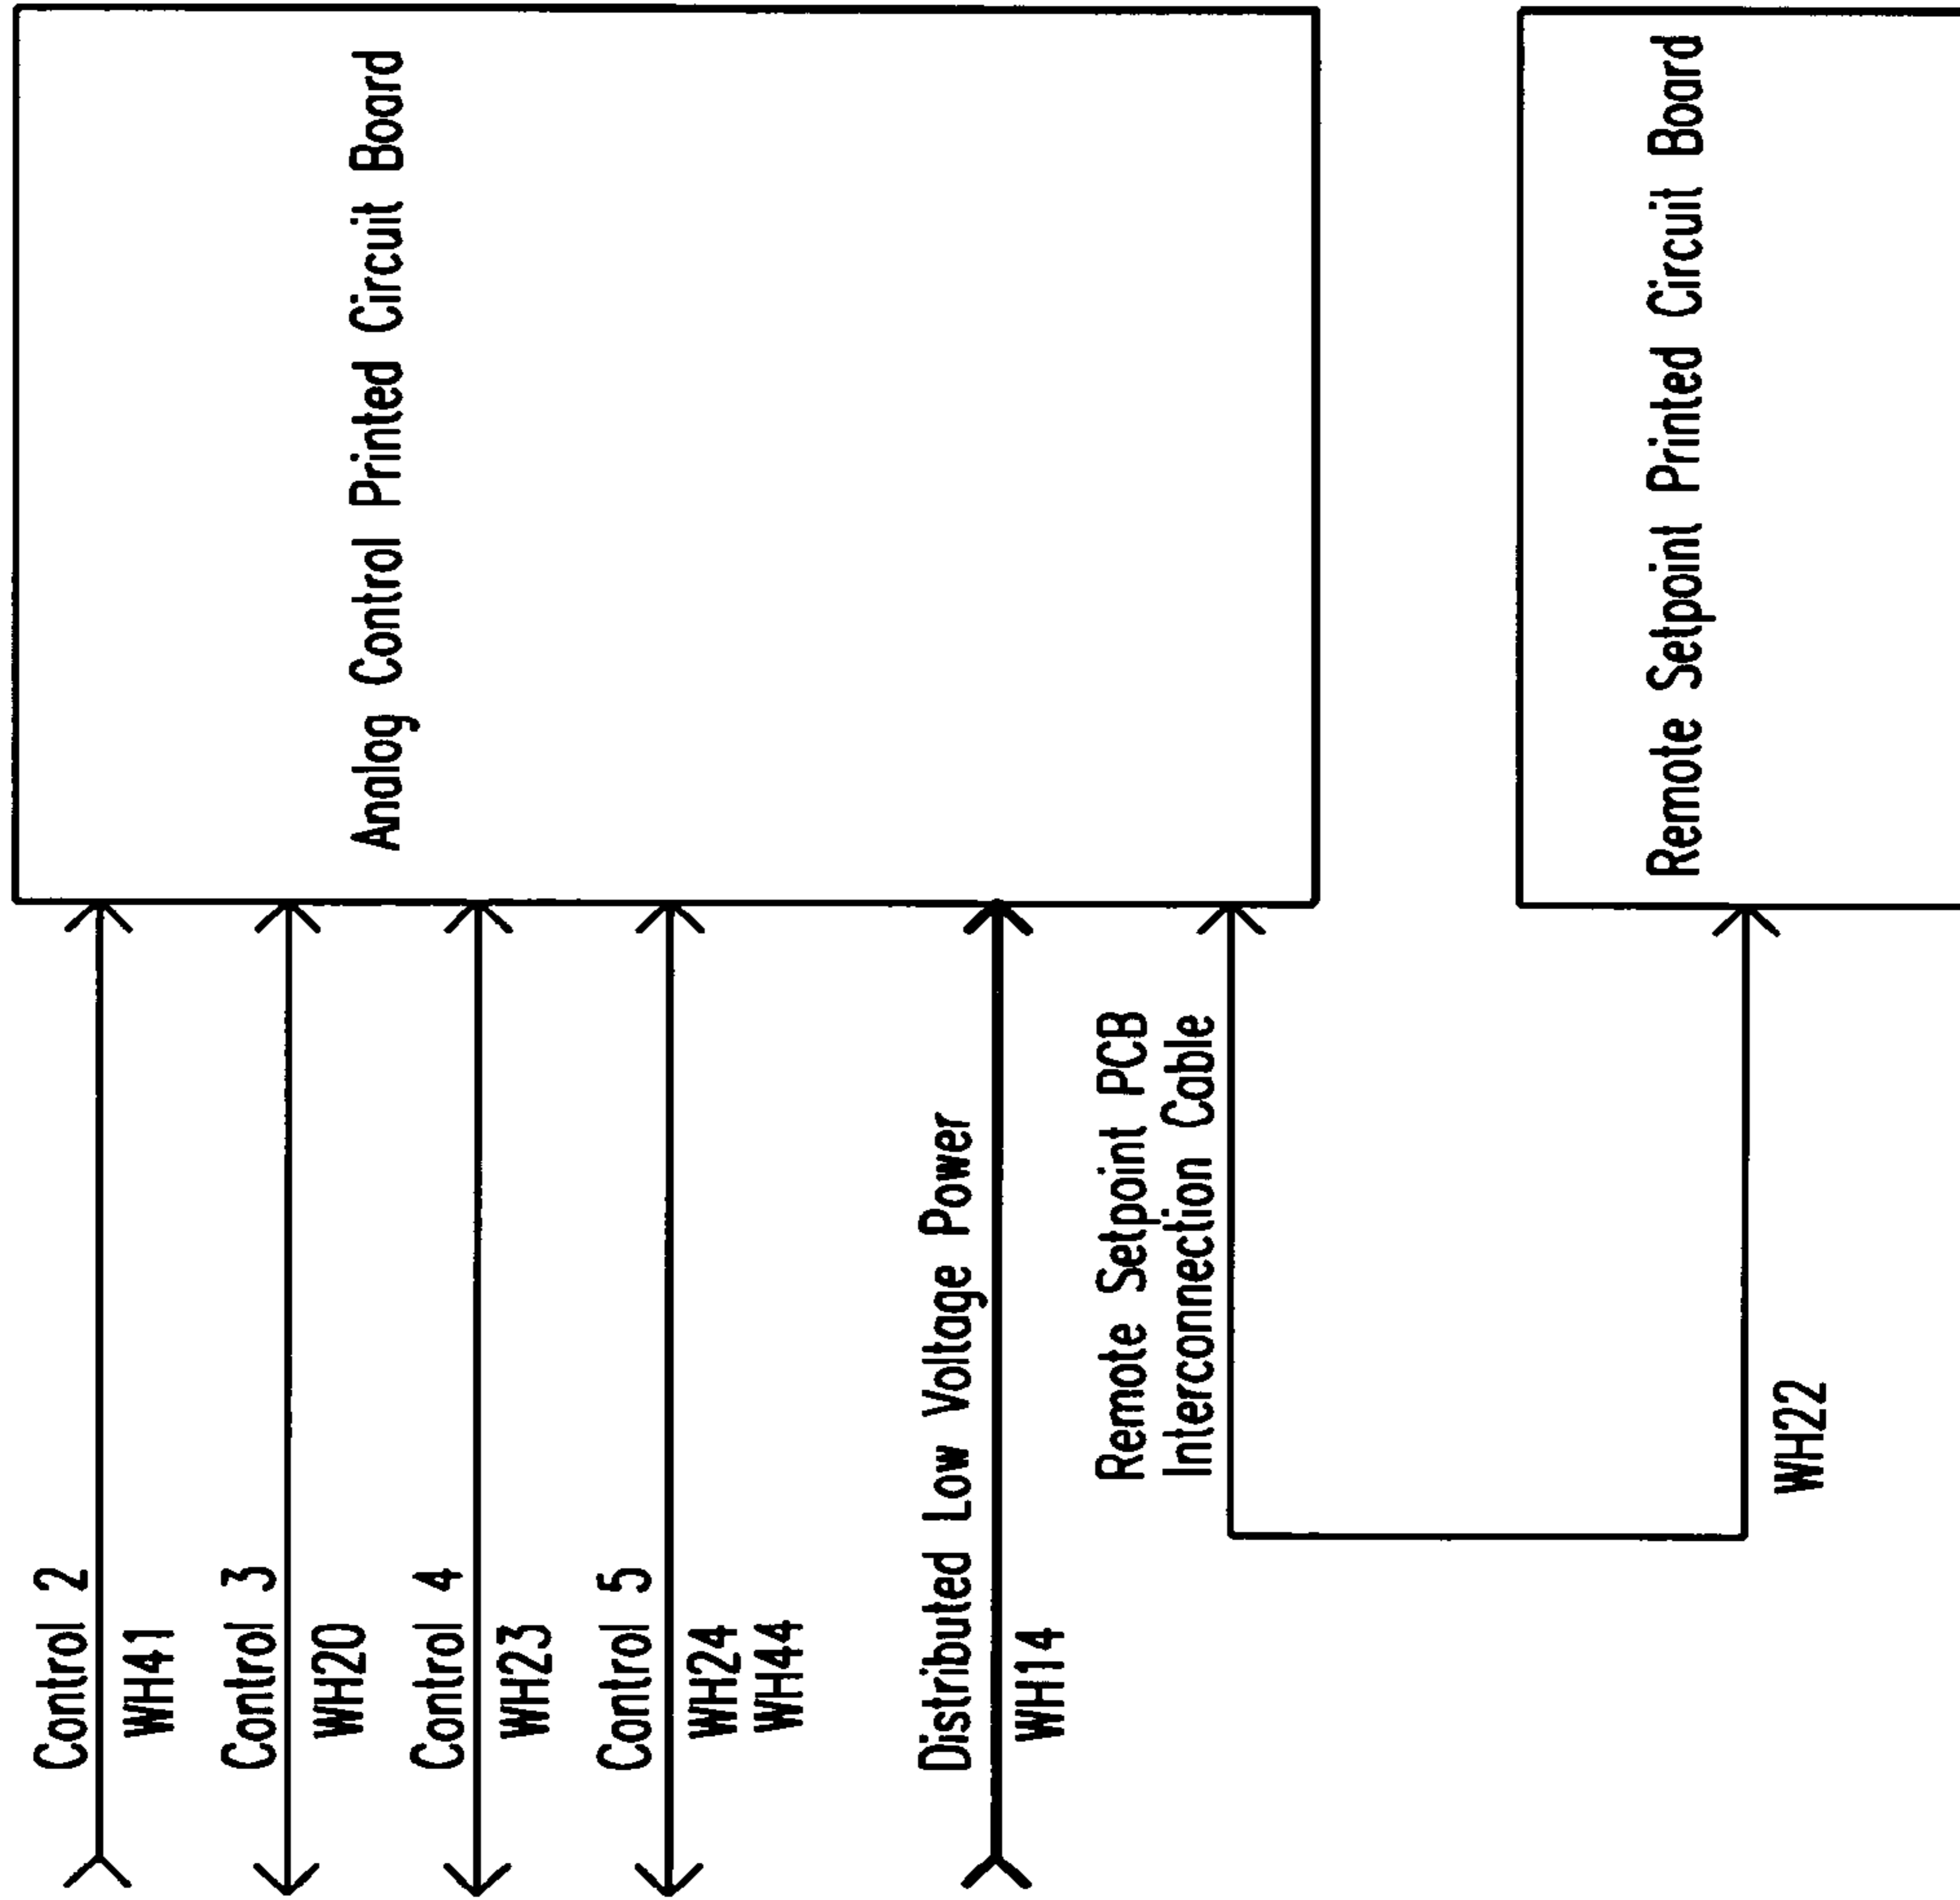 Control 2
WH41
Control 3
WH20
Control 4
WH23
Control 5
WH24
WH44
Distributed Low Voltage Power
WH14
Remote Setpoint PCB
Interconnection Cable
WH22
Analog Control Printed Circuit Board
Remote Setpoint Printed Circuit Board